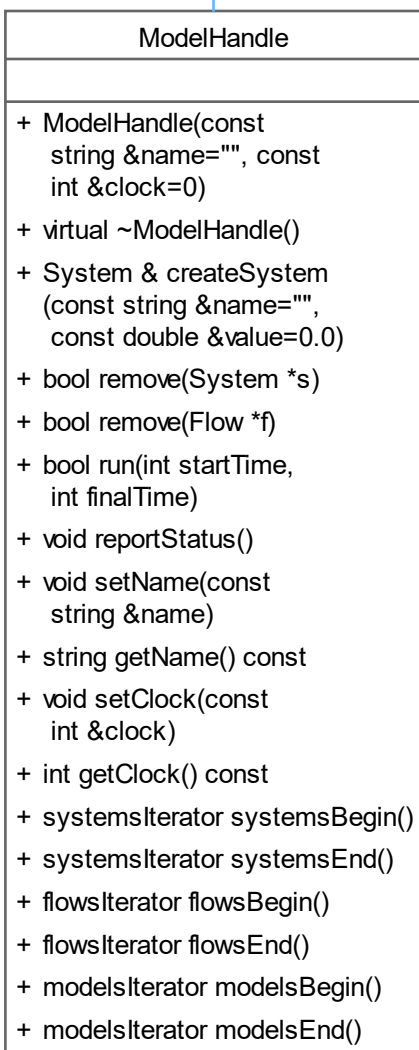 ModelHandle
+ ModelHandle(const
string &name="", const
int &clock=0)
+ virtual ~ModelHandle()
+ System & createSystem
(const string &name="",
const double &value=0.0)
+ bool remove(System *s)
+ bool remove(Flow *f)
+ bool run(int startTime,
int finalTime)
+ void reportStatus()
+ void setName(const
string &name)
+ string getName() const
+ void setClock(const
int &clock)
+ int getClock() const
+ systemsIterator systemsBegin()
+ systemsIterator systemsEnd()
+ flowsIterator flowsBegin()
+ flowsIterator flowsEnd()
+ modelsIterator modelsBegin()
+ modelsIterator modelsEnd()